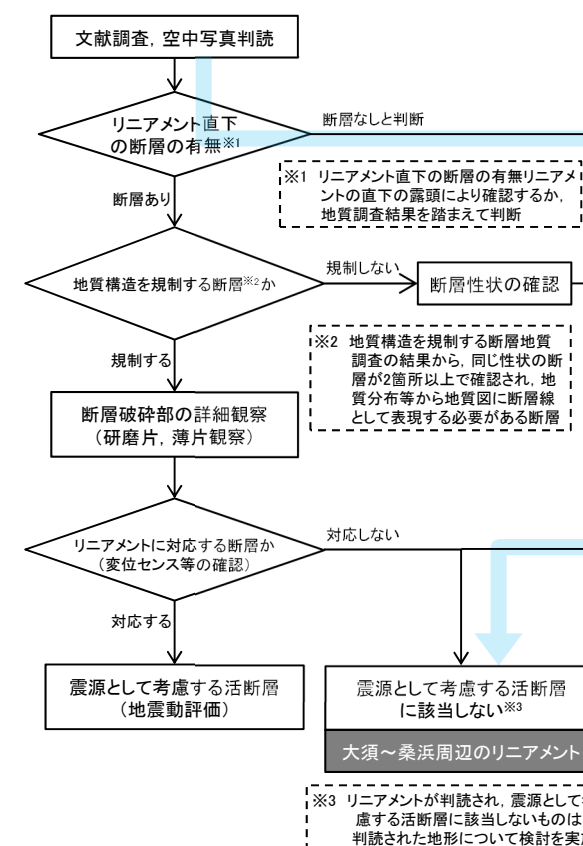 文献調査，空中写真判読
リニアメント直下
の断層の有無※1
断層なしと判断
※1 リニアメント直下の断層の有無リニアメ
ントの直下の露頭により確認するか，
地質調査結果を踏まえて判断
断層あり
地質構造を規制する断層※2か
規制しない
断層性状の確認
※2 地質構造を規制する断層地質
調査の結果から，同じ性状の断
層が2箇所以上で確認され，地
質分布等から地質図に断層線
として表現する必要がある断層
規制する
断層破砕部の詳細観察
（研磨片，薄片観察）
リニアメントに対応する断層か
（変位センス等の確認）
対応しない
対応する
震源として考慮する活断層
（地震動評価）
震源として考慮する活断層
に該当しない※3
大須～桑浜周辺のリニアメント
※3 リニアメントが判読され，震源として
慮する活断層に該当しないものは
判読された地形について検討を実